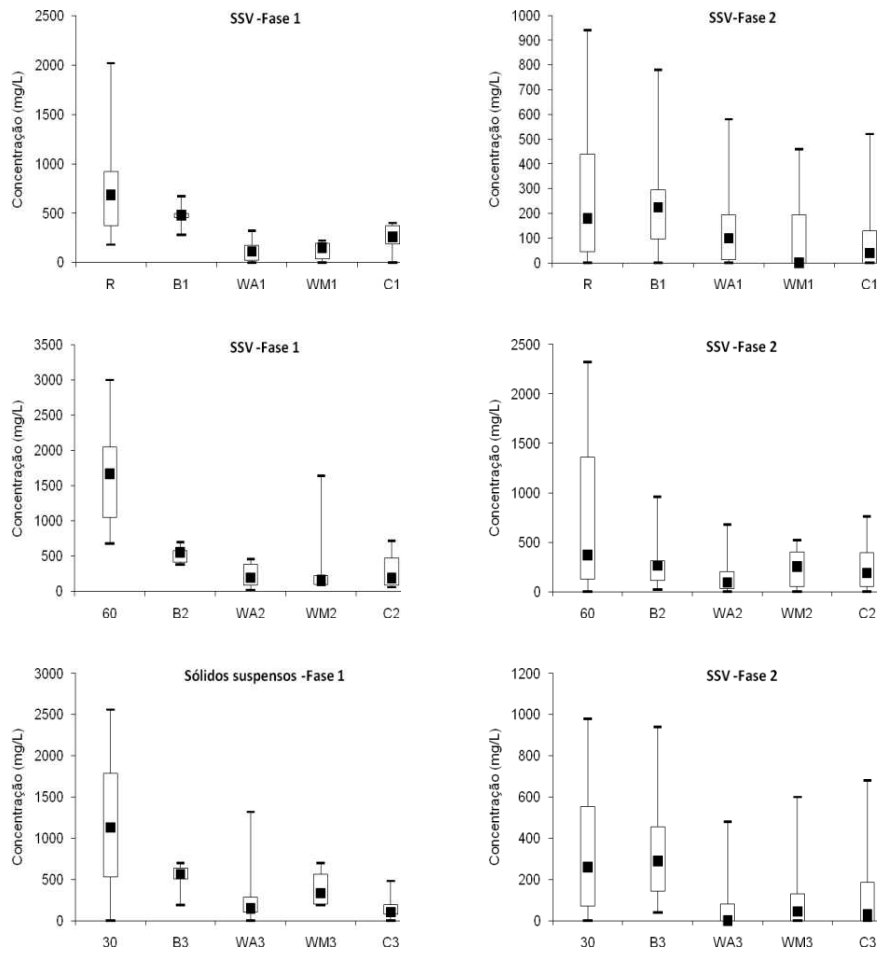 SSV -Fase 1
Concentração (mg/L)
2500
2000
1500
1000
500
0
R B1 WA1 WM1 C1
SSV-Fase 2
Concentração (mg/L)
1000
900
800
700
600
500
400
300
200
100
0
R B1 WA1 WM1 C1
SSV -Fase 1
Concentração (mg/L)
3500
3000
2500
2000
1500
1000
500
0
60 B2 WA2 WM2 C2
SSV -Fase 2
Concentração (mg/L)
2500
2000
1500
1000
500
0
60 B2 WA2 WM2 C2
Sólidos suspensos -Fase 1
Concentração (mg/L)
3000
2500
2000
1500
1000
500
0
30 B3 WA3 WM3 C3
SSV -Fase 2
Concentração (mg/L)
1200
1000
800
600
400
200
0
30 B3 WA3 WM3 C3